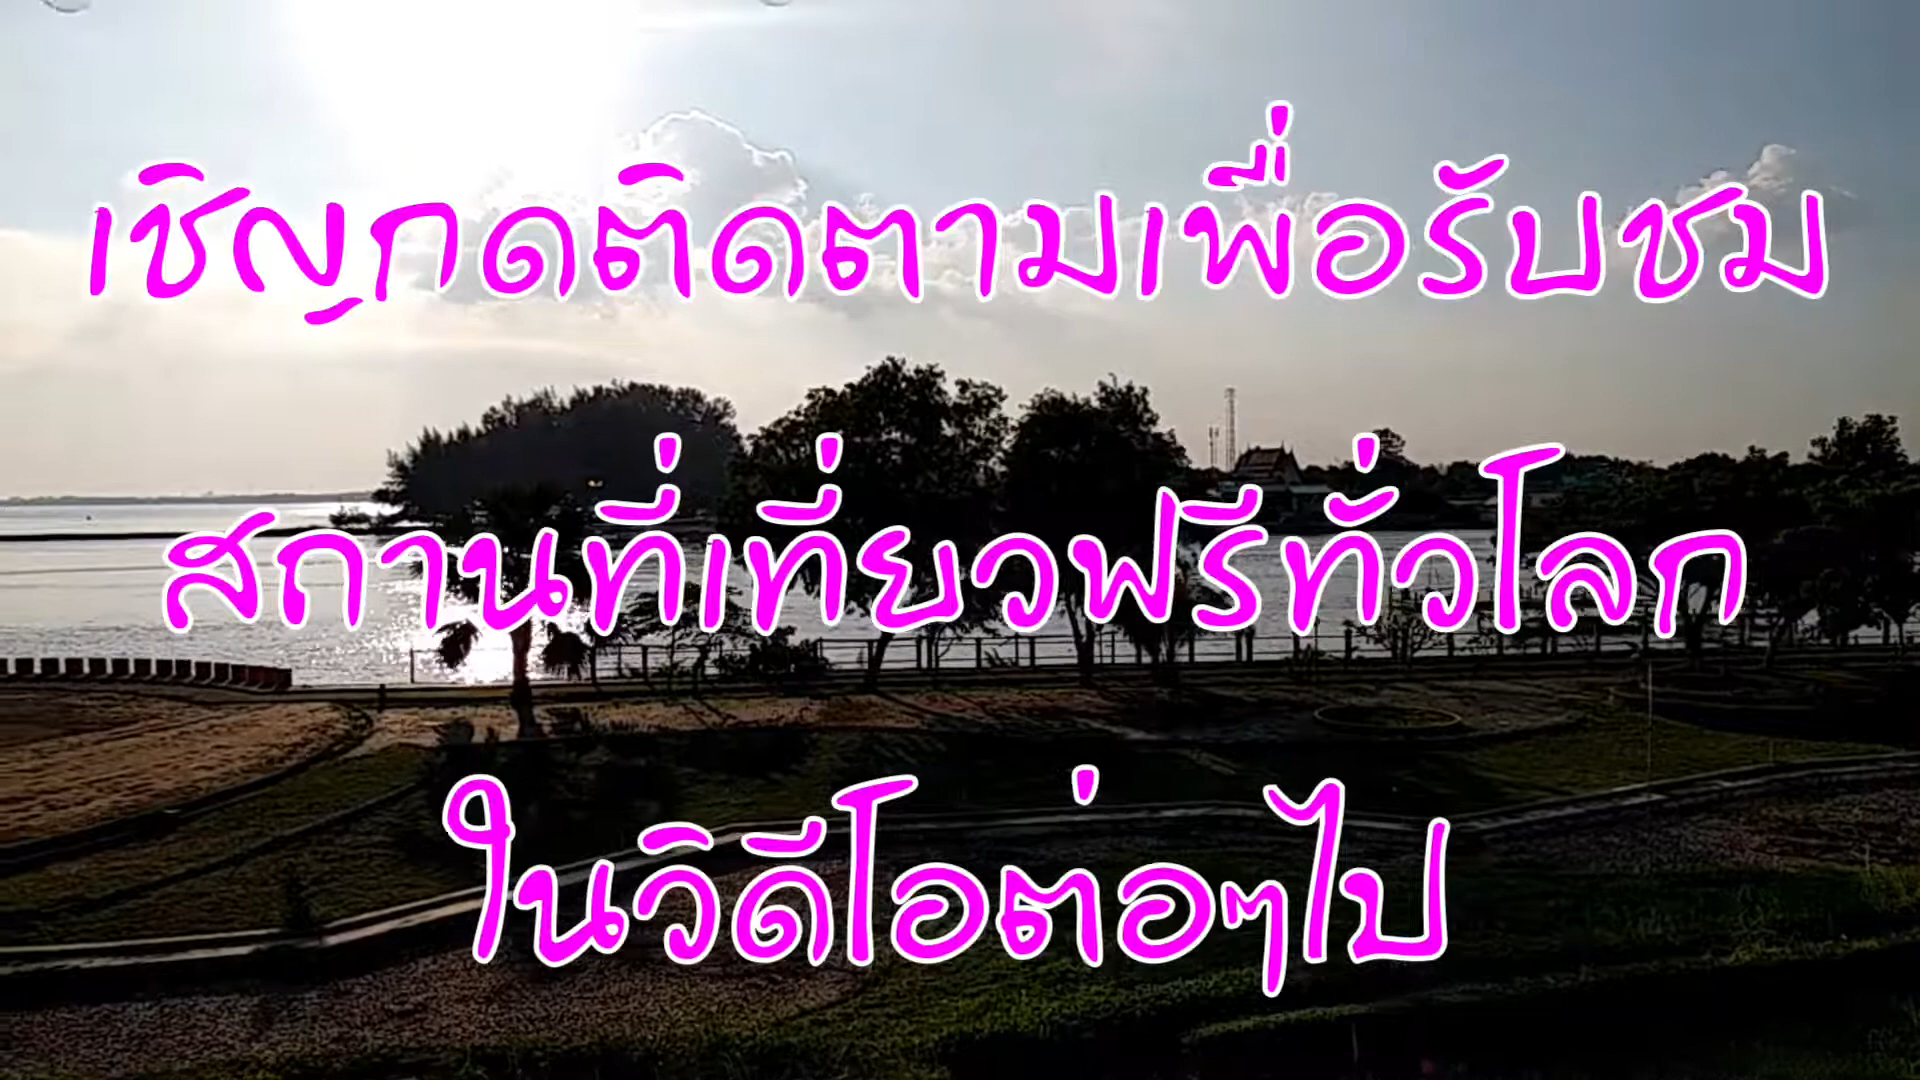 เชิญกดติดตามเพื่อรับชม
สถานที่เที่ยวฟรีทั่วโลก
ในวิดีโอต่อๆไป